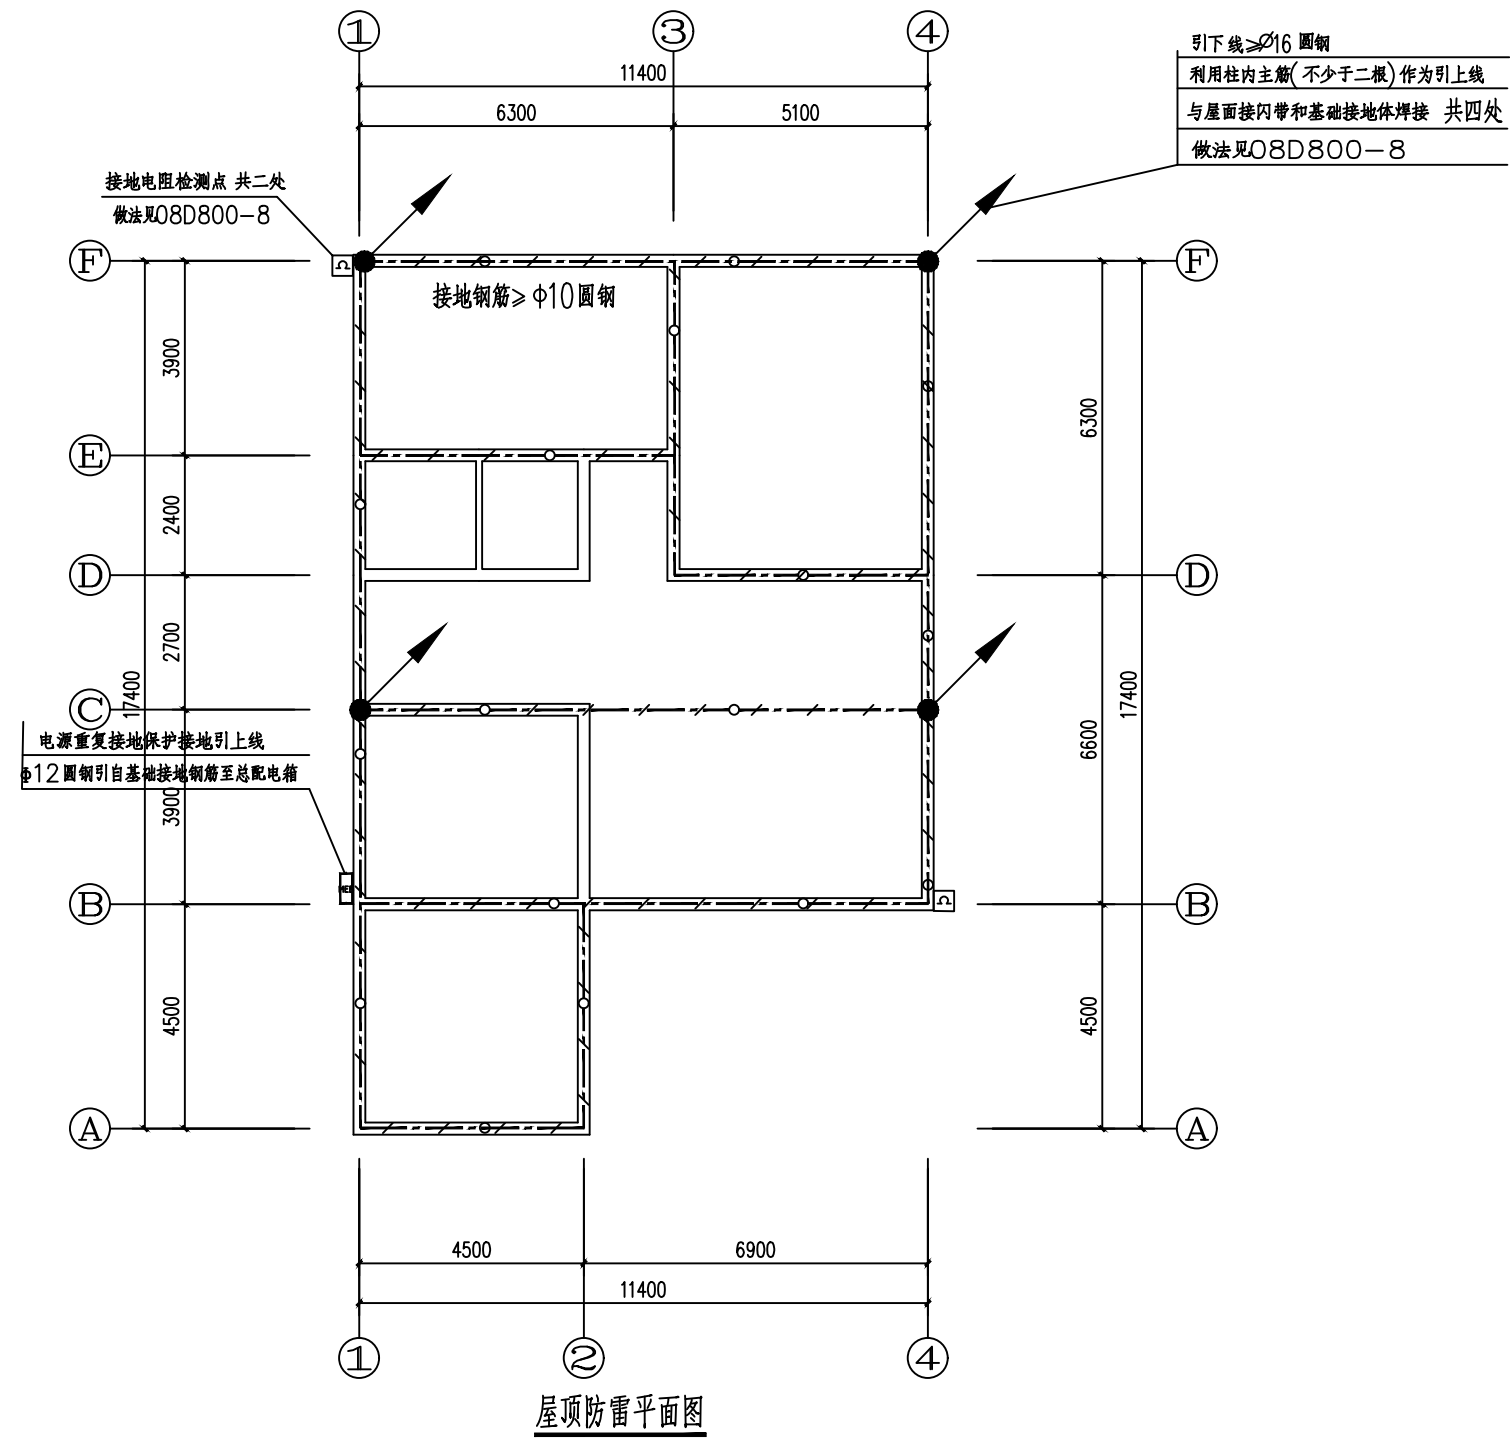 ① ③ ④
11400
6300 5100
引下线≥Ø16 圆钢
利用柱内主筋(不少于二根)作为引上线
与屋面接闪带和基础接地体焊接 共四处
做法见08D800-8
接地电阻检测点 共二处
做法见08D800-8
F F
接地钢筋≥Φ10圆钢
3900
6300
E
2400
D D
2700
17400 17400
C
电源重复接地保护接地引上线
Φ12圆钢引自基础接地钢筋至总配电箱
3900
6600
MEB
B B
4500 4500
A A
4500 6900
11400
① ② ④
屋顶防雷平面图